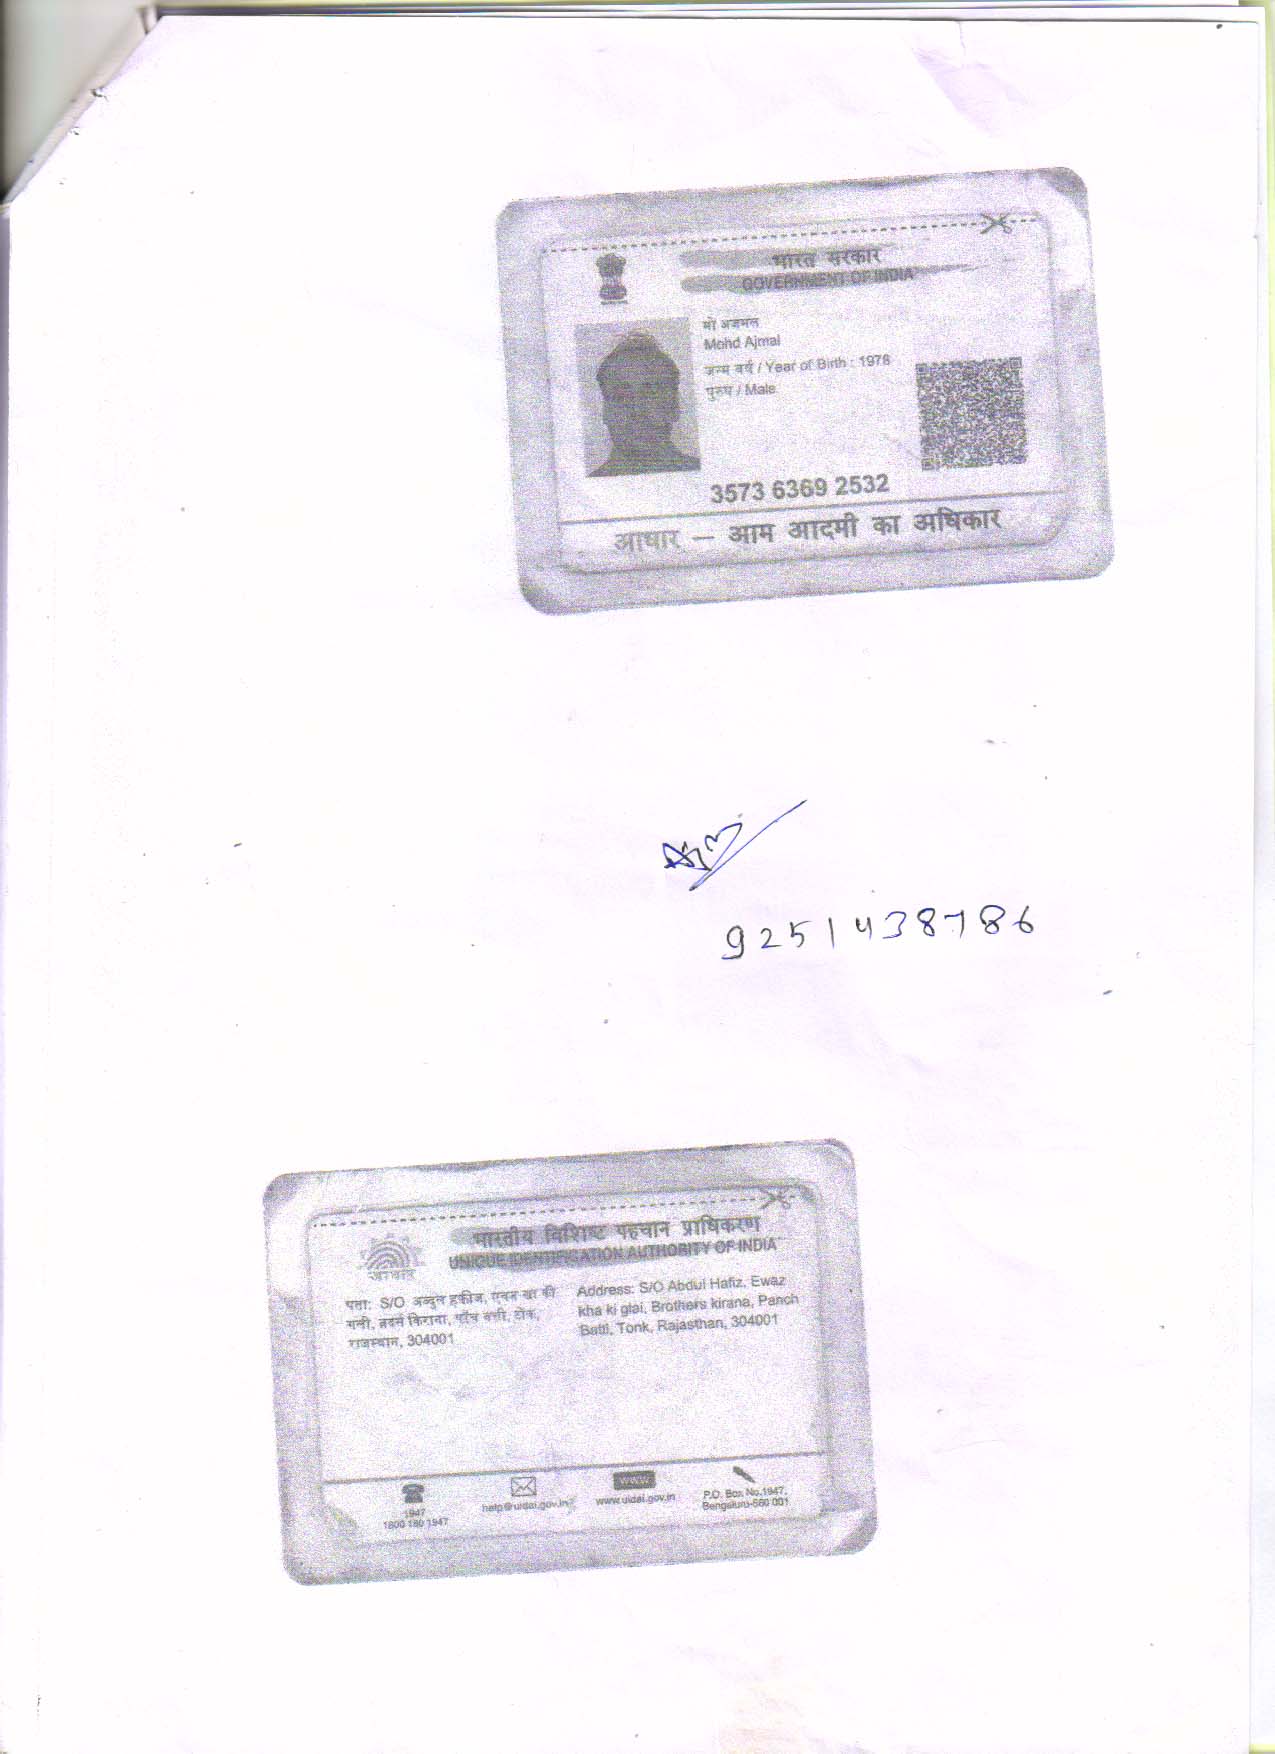 भारत सरकार
GOVERNMENT OF INDIA
मो अजमल
Mohd Ajmal
जन्म वर्ष / Year of Birth : 1978
पुरुष / Male
3573 6369 2532
आधार – आम आदमी का अधिकार
9251438786
भारतीय विशिष्ट पहचान प्राधिकरण
UNIQUE IDENTIFICATION AUTHORITY OF INDIA
आधार
पता: S/O अब्दुल हफीज, एवज खा की
गली, ब्रदर्स किराना, पाँच बत्ती, टोंक,
राजस्थान, 304001
Address: S/O Abdul Hafiz, Ewaz
kha ki glai, Brothers kirana, Panch
Batti, Tonk, Rajasthan, 304001
1947
1800 180 1947
help@uidai.gov.in
WWW
www.uidai.gov.in
P.O. Box No.1947,
Bengaluru-560 001